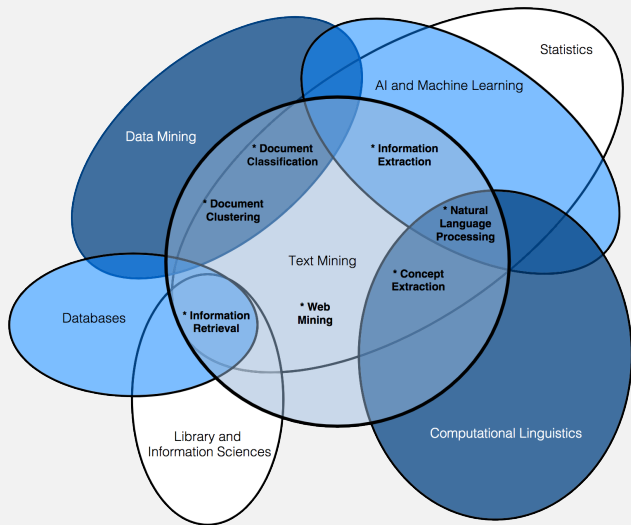 Statistics
AI and Machine Learning
Data Mining
* Document
Classification
* Information
Extraction
* Document
Clustering
* Natural
Language
Processing
Text Mining
* Concept
Extraction
Databases
* Information
Retrieval
* Web
Mining
Library and
Information Sciences
Computational Linguistics